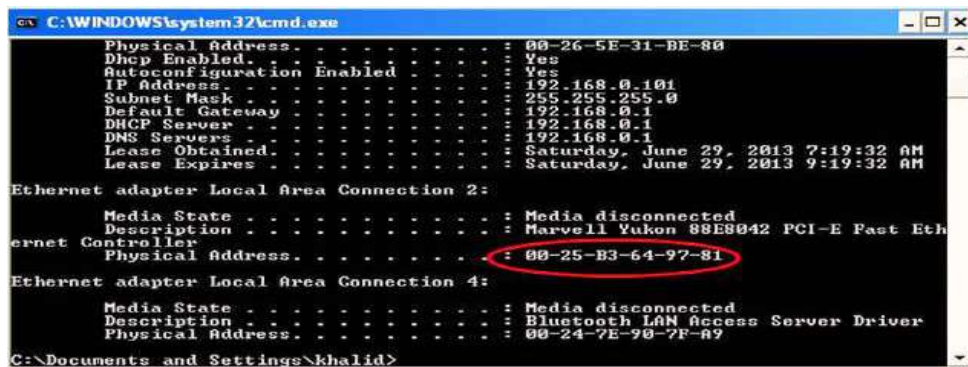 C:\WINDOWS\system32\cmd.exe
Physical Address. . . . . . . . . : 00-26-5E-31-BE-80
Dhcp Enabled. . . . . . . . . . . : Yes
Autoconfiguration Enabled . . . . : Yes
IP Address. . . . . . . . . . . . : 192.168.0.101
Subnet Mask . . . . . . . . . . . : 255.255.255.0
Default Gateway . . . . . . . . . : 192.168.0.1
DHCP Server . . . . . . . . . . . : 192.168.0.1
DNS Servers . . . . . . . . . . . : 192.168.0.1
Lease Obtained. . . . . . . . . . : Saturday, June 29, 2013 7:19:32 AM
Lease Expires . . . . . . . . . . : Saturday, June 29, 2013 9:19:32 AM
Ethernet adapter Local Area Connection 2:
Media State . . . . . . . . . . . : Media disconnected
Description . . . . . . . . . . . : Marvell Yukon 88E8042 PCI-E Fast Eth
ernet Controller
Physical Address. . . . . . . . . : 00-25-B3-64-97-81
Ethernet adapter Local Area Connection 4:
Media State . . . . . . . . . . . : Media disconnected
Description . . . . . . . . . . . : Bluetooth LAN Access Server Driver
Physical Address. . . . . . . . . : 00-24-7E-90-7F-A9
C:\Documents and Settings\khalid>